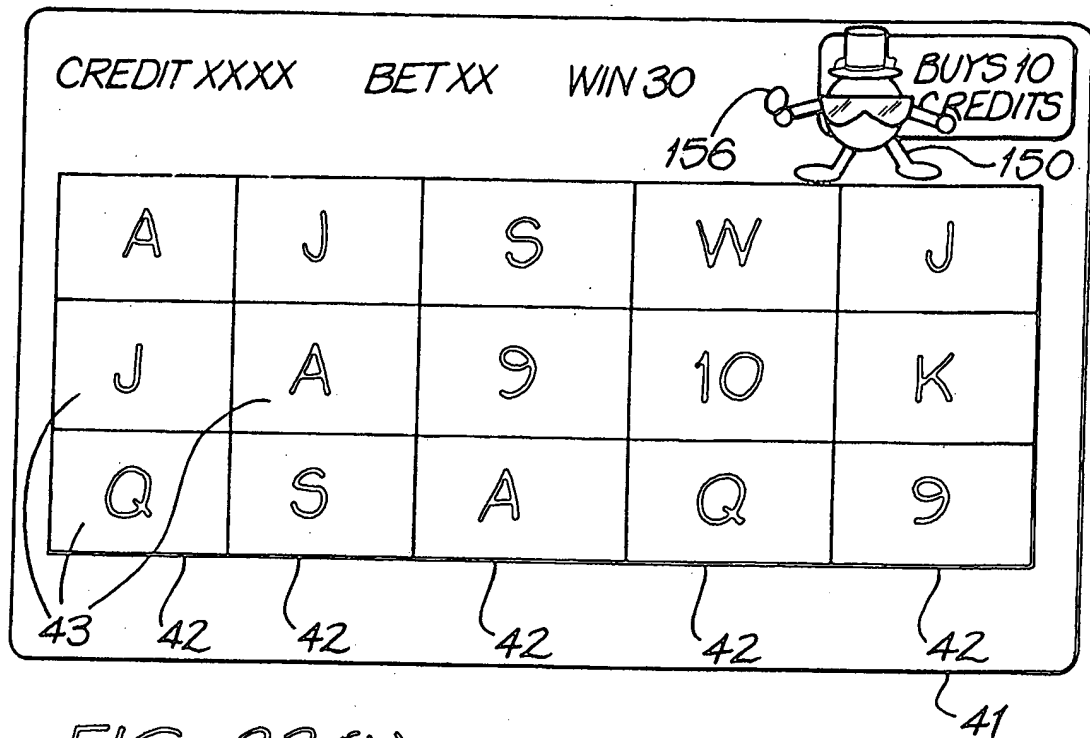 CREDIT XXXX BET XX WIN 30 BUYS 10
CREDITS
156
150
A J S W J
J A 9 10 K
Q S A Q 9
43 42 42 42 42 42
41